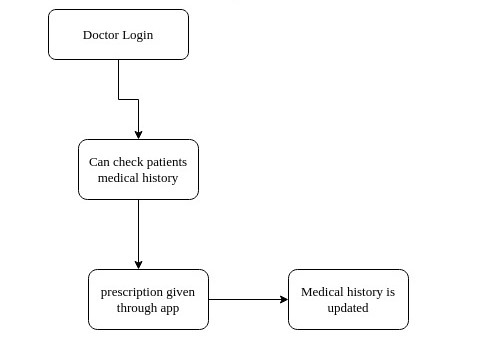 Doctor Login
Can check patients
medical history
prescription given
through app
Medical history is
updated